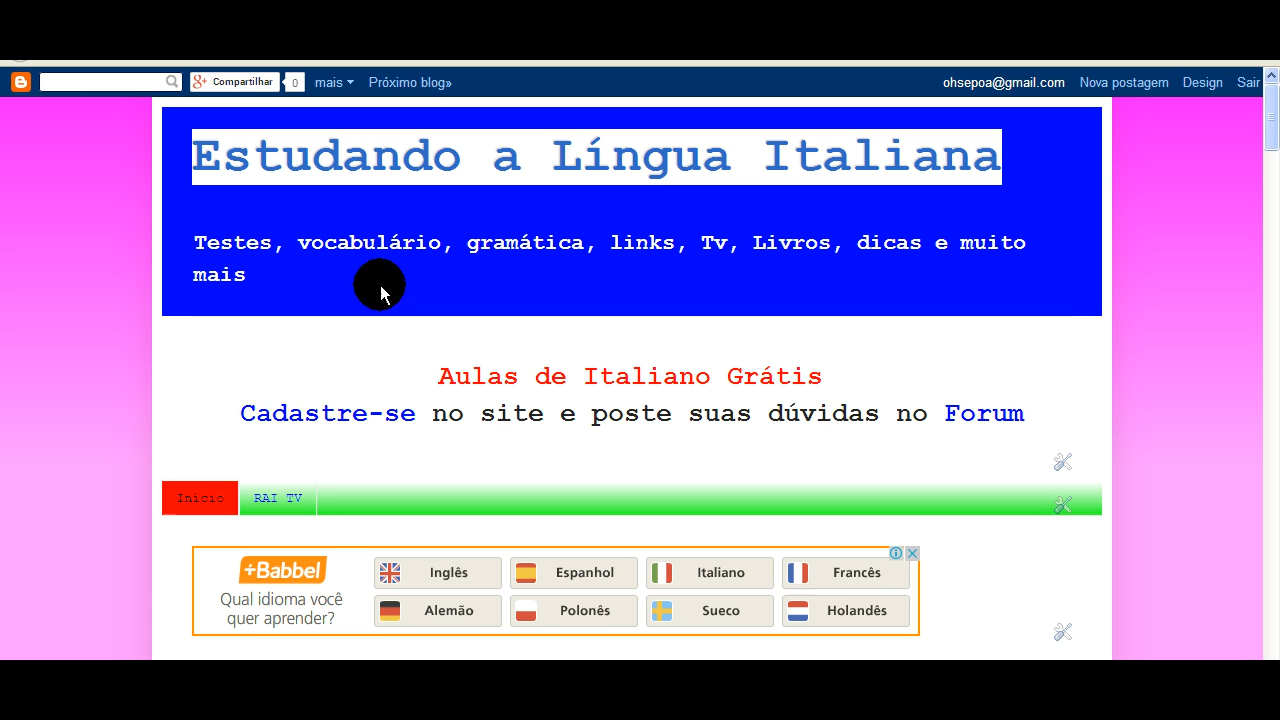 Compartilhar 0 mais Próximo blog» ohsepoa@gmail.com Nova postagem Design Sair
Estudando a Língua Italiana
Testes, vocabulário, gramática, links, Tv, Livros, dicas e muito
mais
Aulas de Italiano Grátis
Cadastre-se no site e poste suas dúvidas no Forum
Início RAI TV
+Babbel
Qual idioma você
quer aprender?
Inglês Espanhol Italiano Francês
Alemão Polonês Sueco Holandês